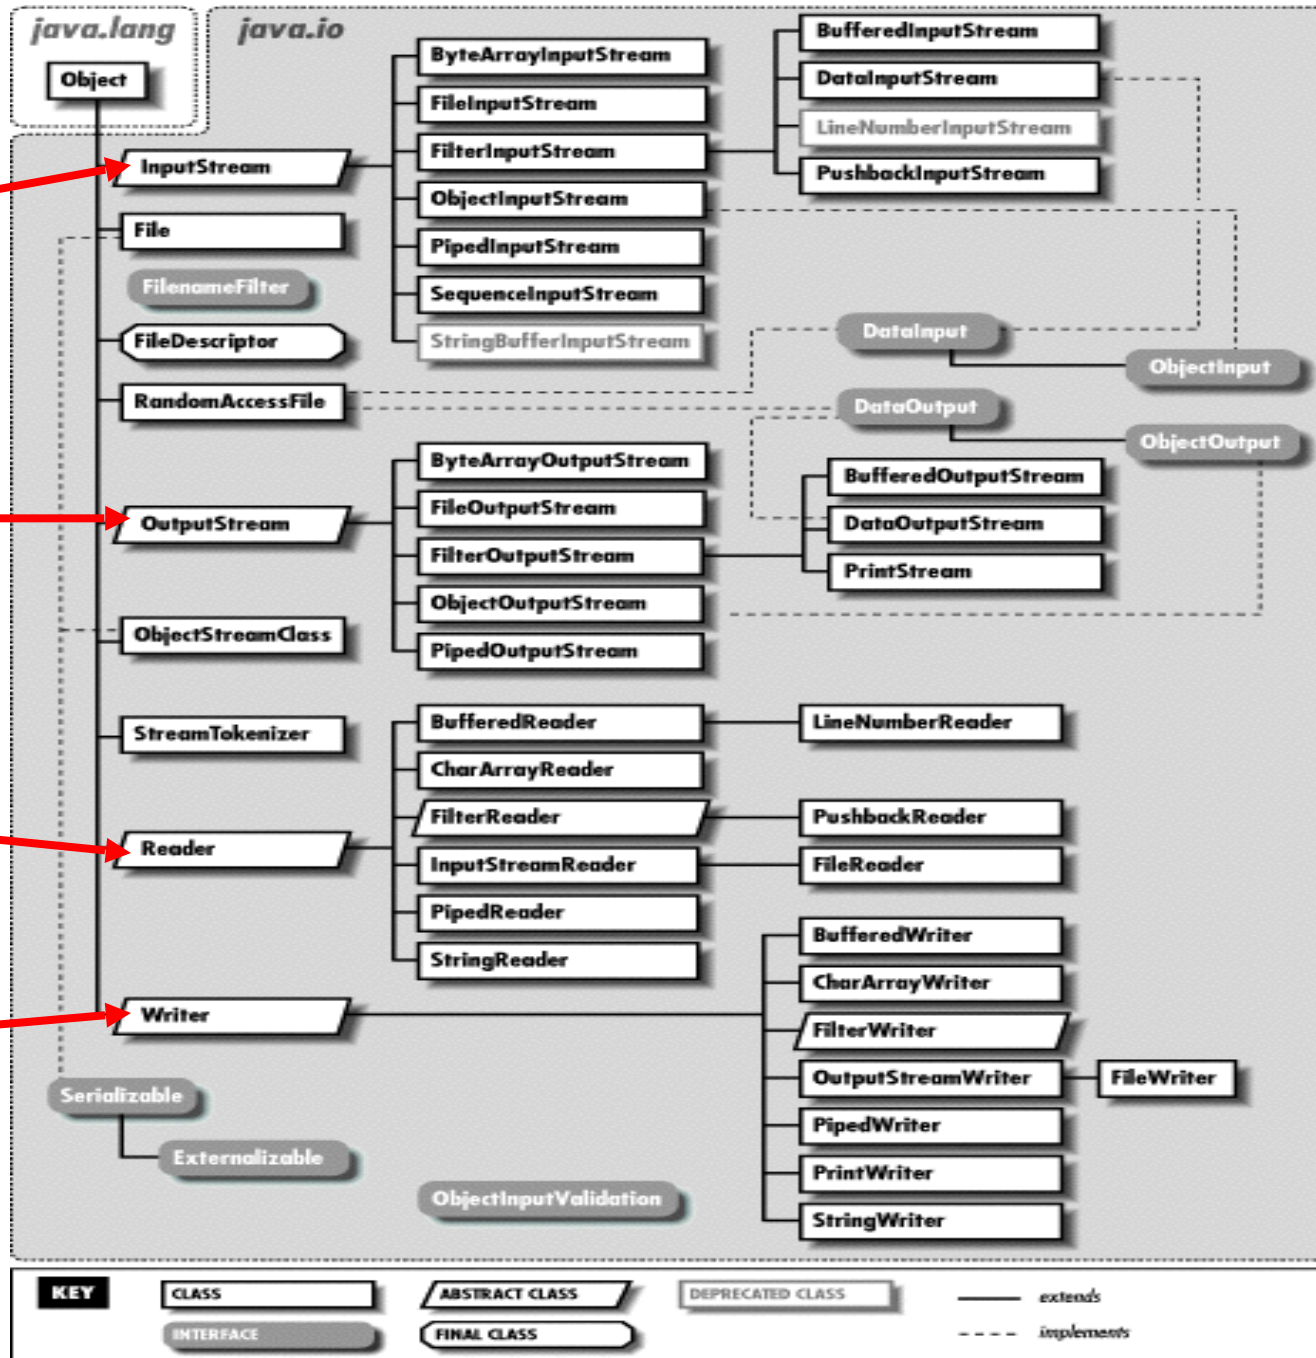 java.lang
java.io
Object
InputStream
File
FilenameFilter
FileDescriptor
RandomAccessFile
OutputStream
ObjectStreamClass
StreamTokenizer
Reader
Writer
Serializable
Externalizable
ByteArrayInputStream
FileInputStream
FilterInputStream
ObjectInputStream
PipedInputStream
SequenceInputStream
StringBufferInputStream
BufferedInputStream
DataInputStream
LineNumberInputStream
PushbackInputStream
DataInput
ObjectInput
DataOutput
ObjectOutput
ByteArrayOutputStream
FileOutputStream
FilterOutputStream
ObjectOutputStream
PipedOutputStream
BufferedOutputStream
DataOutputStream
PrintStream
BufferedReader
CharArrayReader
FilterReader
InputStreamReader
PipedReader
StringReader
LineNumberReader
PushbackReader
FileReader
BufferedWriter
CharArrayWriter
FilterWriter
OutputStreamWriter
FileWriter
PipedWriter
PrintWriter
StringWriter
ObjectInputValidation
KEY
CLASS
ABSTRACT CLASS
DEPRECATED CLASS
extends
INTERFACE
FINAL CLASS
implements